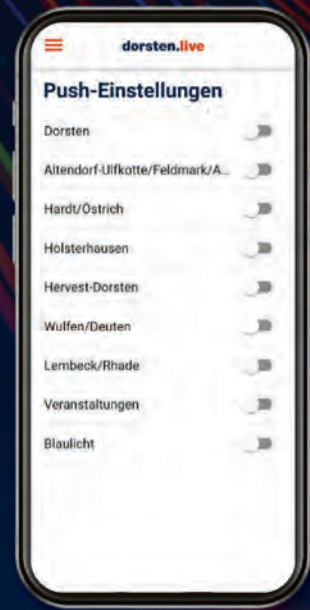 dorsten.live
Push-Einstellungen
Dorsten
Altendorf-Ulfkotte/Feldmark/A...
Hardt/Östrich
Holsterhausen
Hervest-Dorsten
Wulfen/Deuten
Lembeck/Rhade
Veranstaltungen
Blaulicht